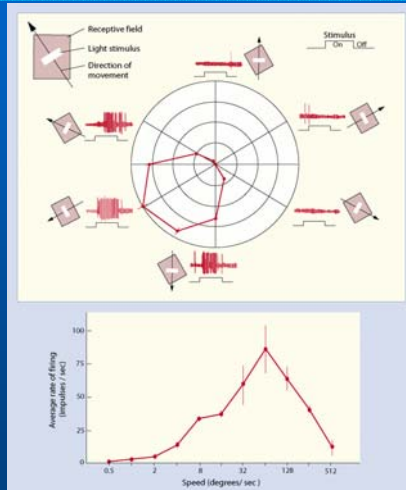 Receptive field
Light stimulus
Direction of
movement
Stimulus
On Off
100
75
50
25
0
Average rate of firing
(impulses / sec)
0.5 2 8 32 128 512
Speed (degrees/ sec )